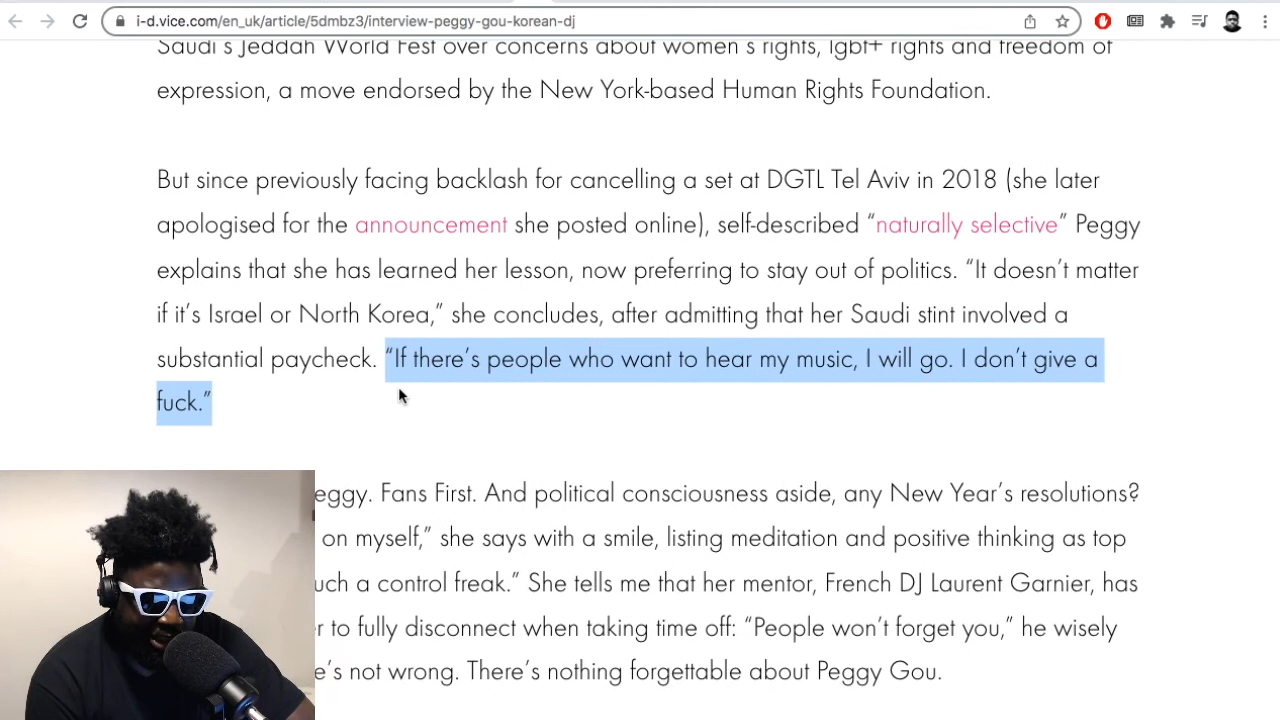 i-d.vice.com/en_uk/article/5dmbz3/interview-peggy-gou-korean-dj
Saudi's Jeddah World Fest over concerns about women's rights, lgbt+ rights and freedom of
expression, a move endorsed by the New York-based Human Rights Foundation.
But since previously facing backlash for cancelling a set at DGTL Tel Aviv in 2018 (she later
apologised for the announcement she posted online), self-described “naturally selective” Peggy
explains that she has learned her lesson, now preferring to stay out of politics. “It doesn’t matter
if it’s Israel or North Korea,” she concludes, after admitting that her Saudi stint involved a
substantial paycheck. “If there’s people who want to hear my music, I will go. I don’t give a
fuck.”
eggy. Fans First. And political consciousness aside, any New Year’s resolutions?
on myself,” she says with a smile, listing meditation and positive thinking as top
uch a control freak.” She tells me that her mentor, French DJ Laurent Garnier, has
r to fully disconnect when taking time off: “People won’t forget you,” he wisely
e’s not wrong. There’s nothing forgettable about Peggy Gou.